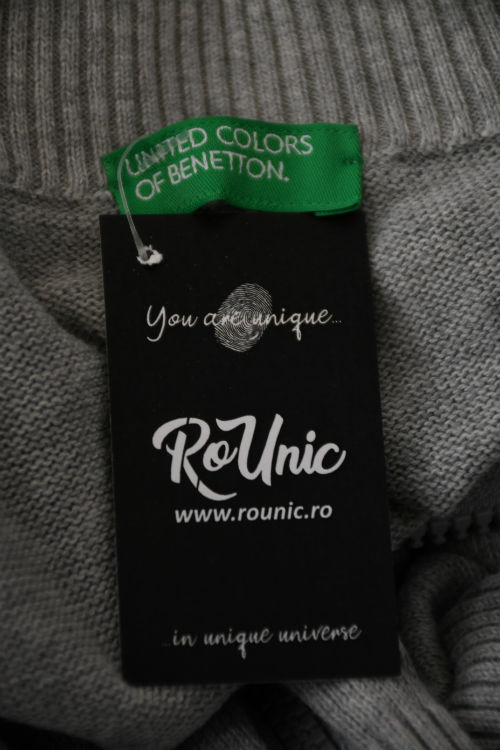 UNITED COLORS
OF BENETTON.
You are unique...
RoUnic
www.rounic.ro
...in unique universe